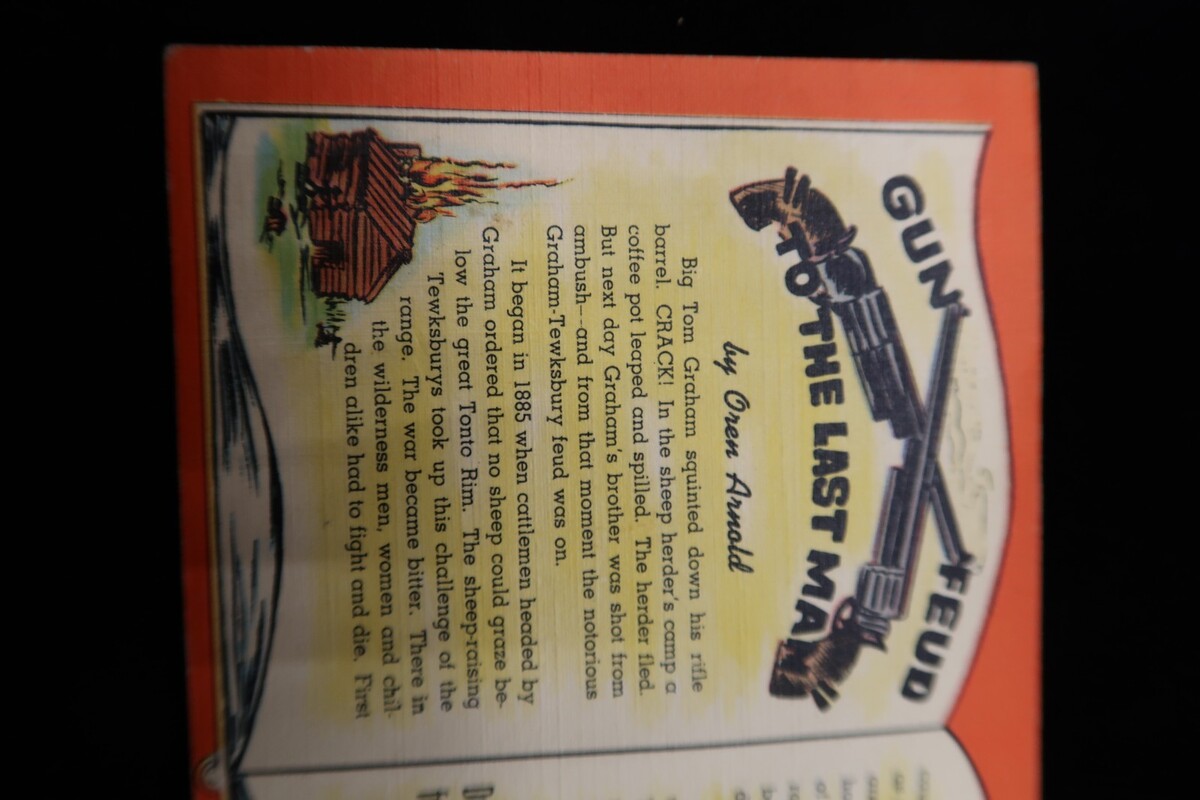 GUN FEUD
TO THE LAST MAN
by Oren Arnold
Big Tom Graham squinted down his rifle
barrel. CRACK! In the sheep herder's camp a
coffee pot leaped and spilled. The herder fled.
But next day Graham's brother was shot from
ambush--and from that moment the notorious
Graham-Tewksbury feud was on.
It began in 1885 when cattlemen headed by
Graham ordered that no sheep could graze be-
low the great Tonto Rim. The sheep-raising
Tewksburys took up this challenge of the
range. The war became bitter. There in
the wilderness men, women and chil-
dren alike had to fight and die. First